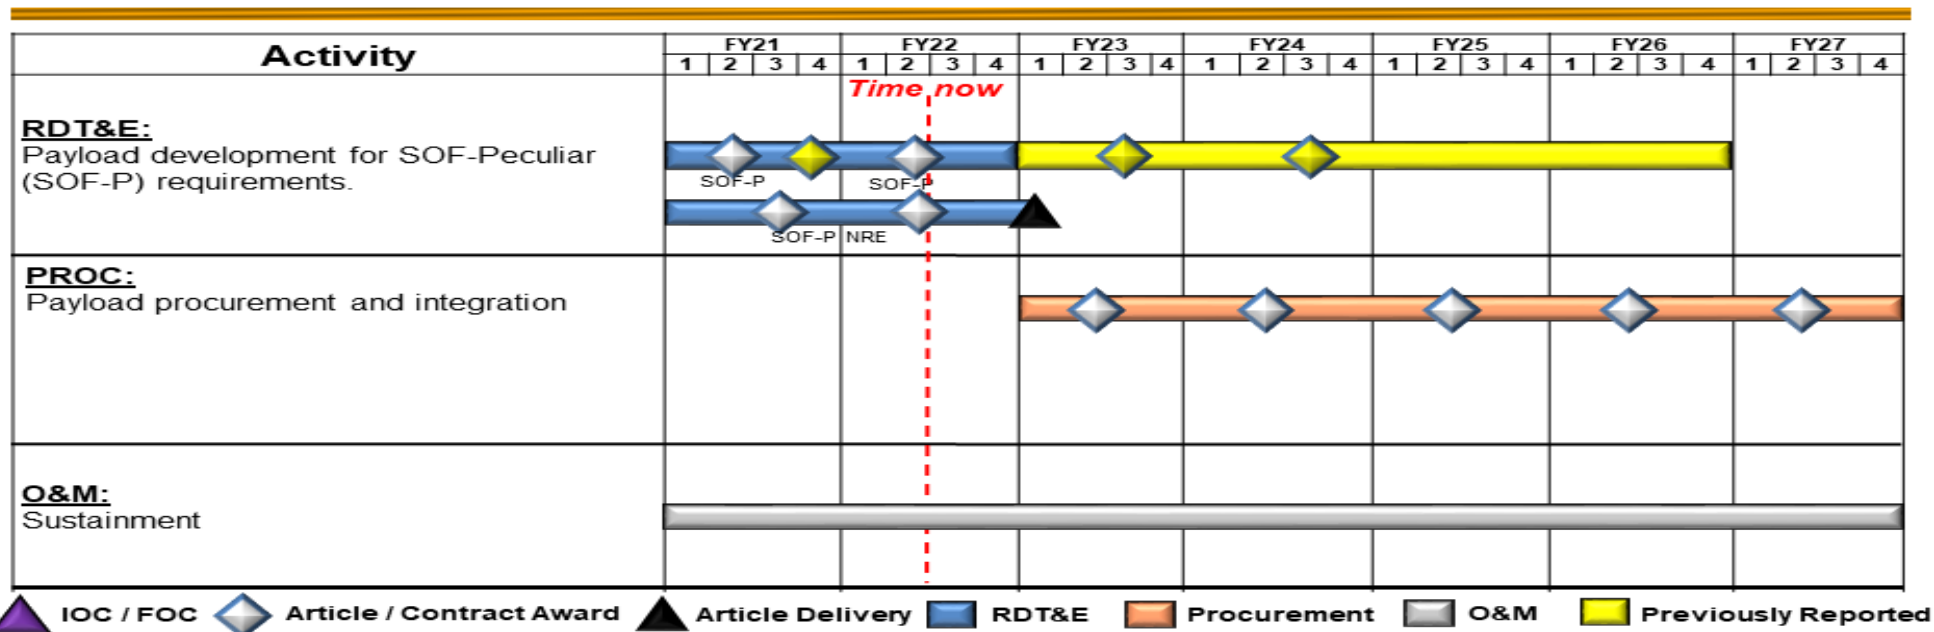 Activity
FY21 FY22 FY23 FY24 FY25 FY26 FY27
1 2 3 4 1 2 3 4 1 2 3 4 1 2 3 4 1 2 3 4 1 2 3 4 1 2 3 4
Time now
RDT&E:
Payload development for SOF-Peculiar
(SOF-P) requirements.
SOF-P SOF-P
SOF-P NRE
PROC:
Payload procurement and integration
O&M:
Sustainment
IOC / FOC Article / Contract Award Article Delivery RDT&E Procurement O&M Previously Reported